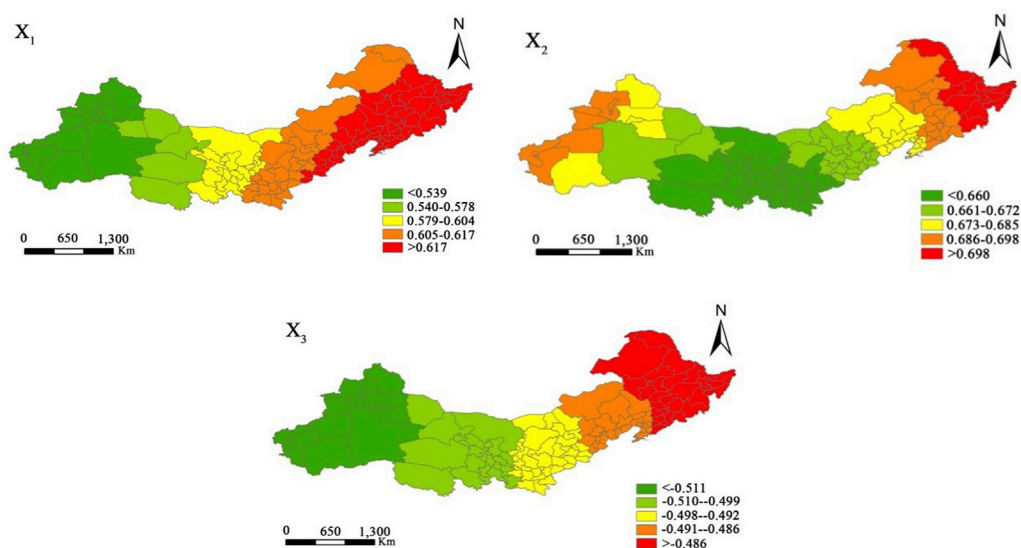 X1
N
<0.539
0.540-0.578
0.579-0.604
0.605-0.617
>0.617
0 650 1,300
Km
X2
N
<0.660
0.661-0.672
0.673-0.685
0.686-0.698
>0.698
0 650 1,300
Km
X3
N
<-0.511
-0.510--0.499
-0.498--0.492
-0.491--0.486
>-0.486
0 650 1,300
Km